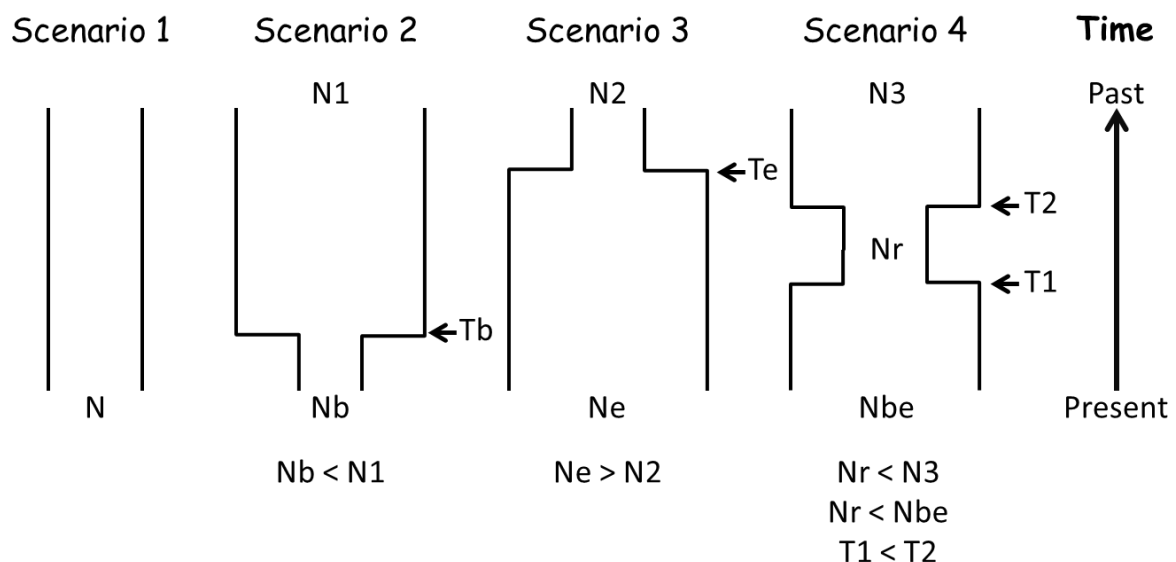 Scenario 1 Scenario 2 Scenario 3 Scenario 4 Time
N1 N2 N3 Past
Te
T2
Nr
T1
Tb
N Nb Ne Nbe Present
Nb < N1 Ne > N2 Nr < N3
Nr < Nbe
T1 < T2